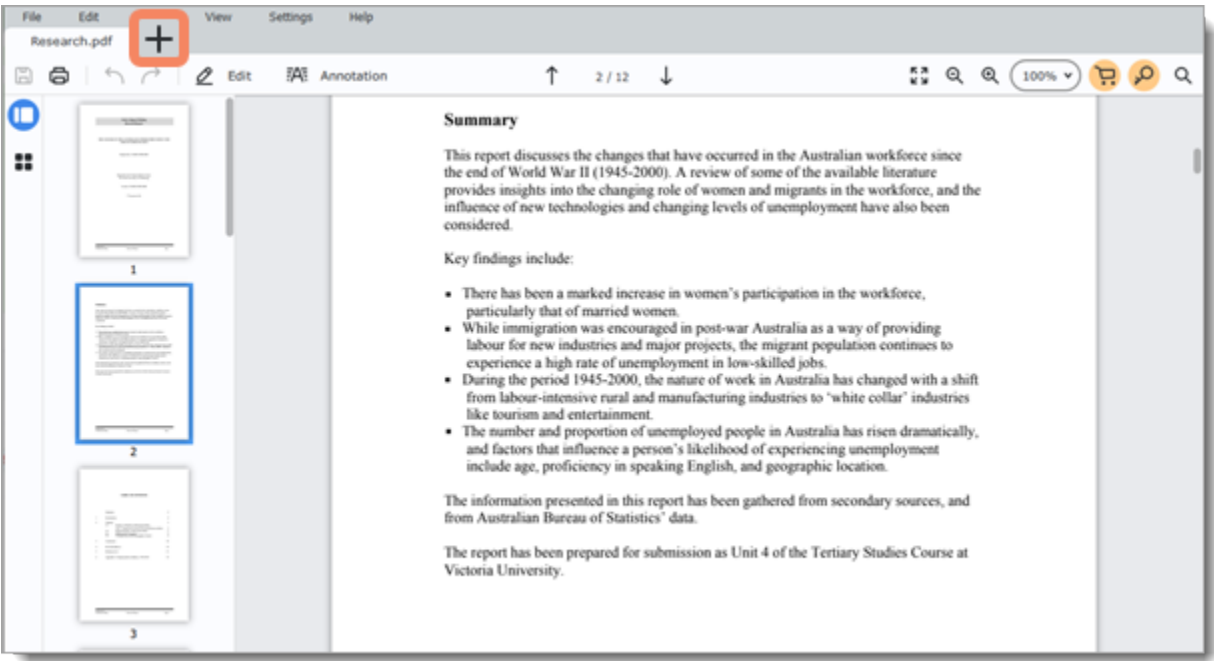 File Edit View Settings Help
Research.pdf
Edit Annotation 2 / 12 100%
Summary
This report discusses the changes that have occurred in the Australian workforce since
the end of World War II (1945-2000). A review of some of the available literature
provides insights into the changing role of women and migrants in the workforce, and the
influence of new technologies and changing levels of unemployment have also been
considered.
Key findings include:
▪ There has been a marked increase in women's participation in the workforce,
particularly that of married women.
▪ While immigration was encouraged in post-war Australia as a way of providing
labour for new industries and major projects, the migrant population continues to
experience a high rate of unemployment in low-skilled jobs.
▪ During the period 1945-2000, the nature of work in Australia has changed with a shift
from labour-intensive rural and manufacturing industries to 'white collar' industries
like tourism and entertainment.
▪ The number and proportion of unemployed people in Australia has risen dramatically,
and factors that influence a person's likelihood of experiencing unemployment
include age, proficiency in speaking English, and geographic location.
The information presented in this report has been gathered from secondary sources, and
from Australian Bureau of Statistics' data.
The report has been prepared for submission as Unit 4 of the Tertiary Studies Course at
Victoria University.
1
2
3